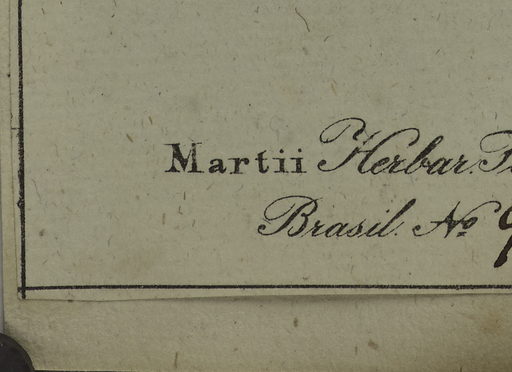 Martii Herbar.
Brasil. No